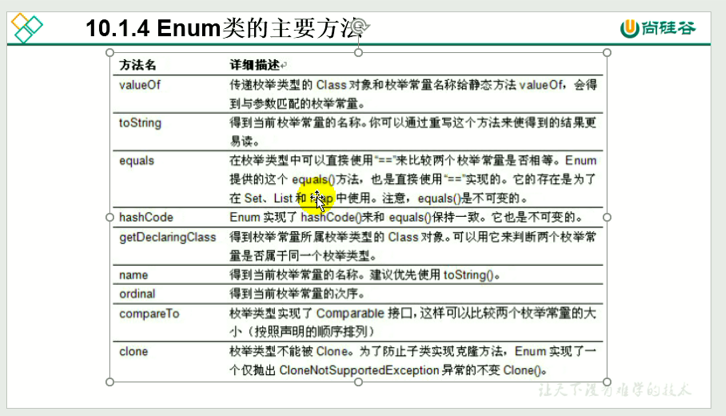 10.1.4 Enum类的主要方法
尚硅谷
方法名 详细描述
valueOf 传递枚举类型的 Class 对象和枚举常量名称给静态方法 valueOf，会得
到与参数匹配的枚举常量。
toString 得到当前枚举常量的名称。你可以通过重写这个方法来使得到的结果更
易读。
equals 在枚举类型中可以直接使用“==”来比较两个枚举常量是否相等。Enum
提供的这个 equals()方法，也是直接使用“==”实现的。它的存在是为了
在 Set、List 和 Map 中使用。注意，equals()是不可变的。
hashCode Enum 实现了 hashCode()来和 equals()保持一致。它也是不可变的。
getDeclaringClass 得到枚举常量所属枚举类型的 Class 对象。可以用它来判断两个枚举常
量是否属于同一个枚举类型。
name 得到当前枚举常量的名称。建议优先使用 toString()。
ordinal 得到当前枚举常量的次序。
compareTo 枚举类型实现了 Comparable 接口，这样可以比较两个枚举常量的大
小（按照声明的顺序排列）
clone 枚举类型不能被 Clone。为了防止子类实现克隆方法，Enum 实现了一
个仅抛出 CloneNotSupportedException 异常的不变 Clone()。
让天下没有难学的技术